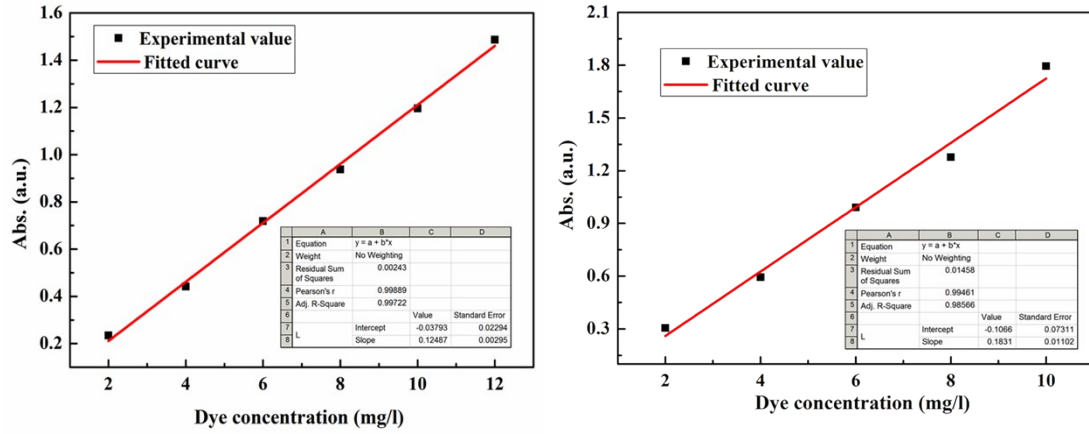 1.6
1.4
1.2
1.0
0.8
0.6
0.4
0.2
Abs. (a.u.)
Experimental value
Fitted curve
A B C D
1 Equation y = a + b*x
2 Weight No Weighting
3 Residual Sum 0.00243
of Squares
4 Pearson's r 0.99889
5 Adj. R-Square 0.99722
6 Value Standard Error
7 Intercept -0.03793 0.02294
L
8 Slope 0.12487 0.00295
2 4 6 8 10 12
Dye concentration (mg/l)
2.1
1.8
1.5
1.2
0.9
0.6
0.3
Abs. (a.u.)
Experimental value
Fitted curve
A B C D
1 Equation y = a + b*x
2 Weight No Weighting
3 Residual Sum 0.01458
of Squares
4 Pearson's r 0.99461
5 Adj. R-Square 0.98566
6 Value Standard Error
7 Intercept -0.1066 0.07311
L
8 Slope 0.1831 0.01102
2 4 6 8 10
Dye concentration (mg/l)